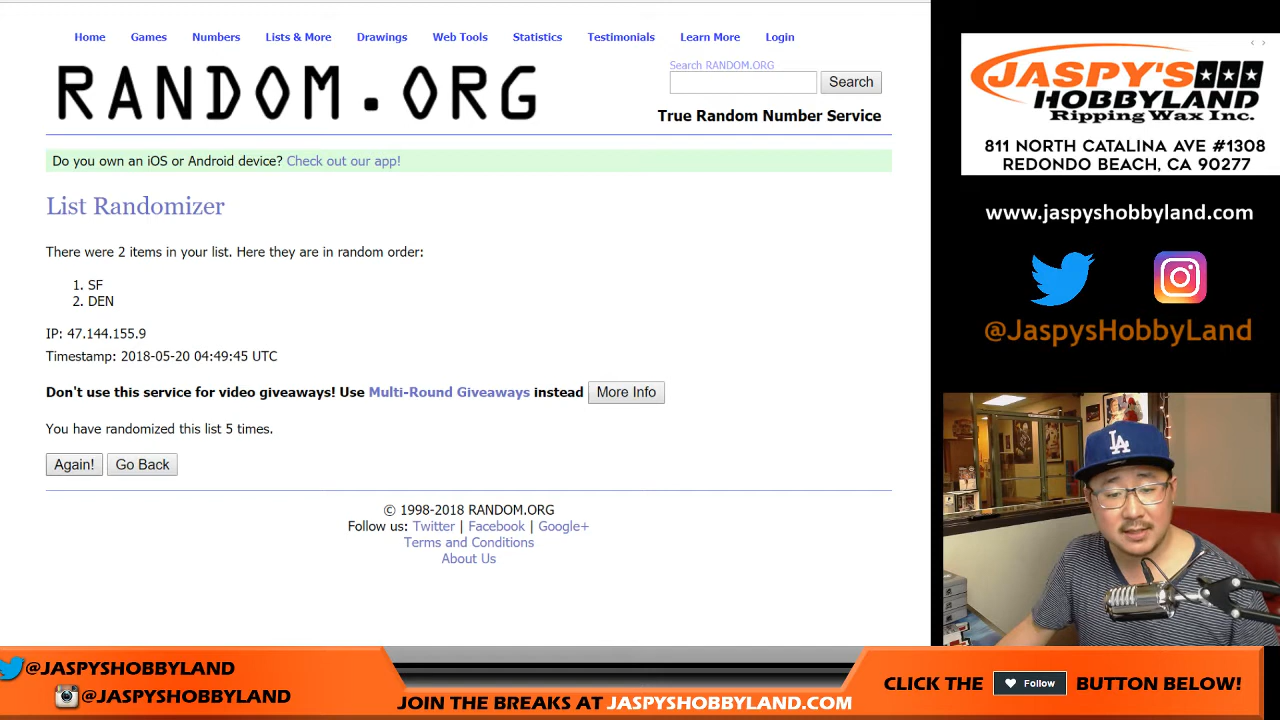 Home Games Numbers Lists & More Drawings Web Tools Statistics Testimonials Learn More Login
RANDOM.ORG
Search RANDOM.ORG
Search
True Random Number Service
Do you own an iOS or Android device? Check out our app!
List Randomizer
There were 2 items in your list. Here they are in random order:
1. SF
2. DEN
IP: 47.144.155.9
Timestamp: 2018-05-20 04:49:45 UTC
Don't use this service for video giveaways! Use Multi-Round Giveaways instead More Info
You have randomized this list 5 times.
Again! Go Back
© 1998-2018 RANDOM.ORG
Follow us: Twitter | Facebook | Google+
Terms and Conditions
About Us
JASPY'S
HOBBYLAND
Ripping Wax Inc.
811 NORTH CATALINA AVE #1308
REDONDO BEACH, CA 90277
www.jaspyshobbyland.com
@JaspysHobbyLand
LA
@JASPYSHOBBYLAND
@JASPYSHOBBYLAND
JOIN THE BREAKS AT JASPYSHOBBYLAND.COM
CLICK THE Follow BUTTON BELOW!